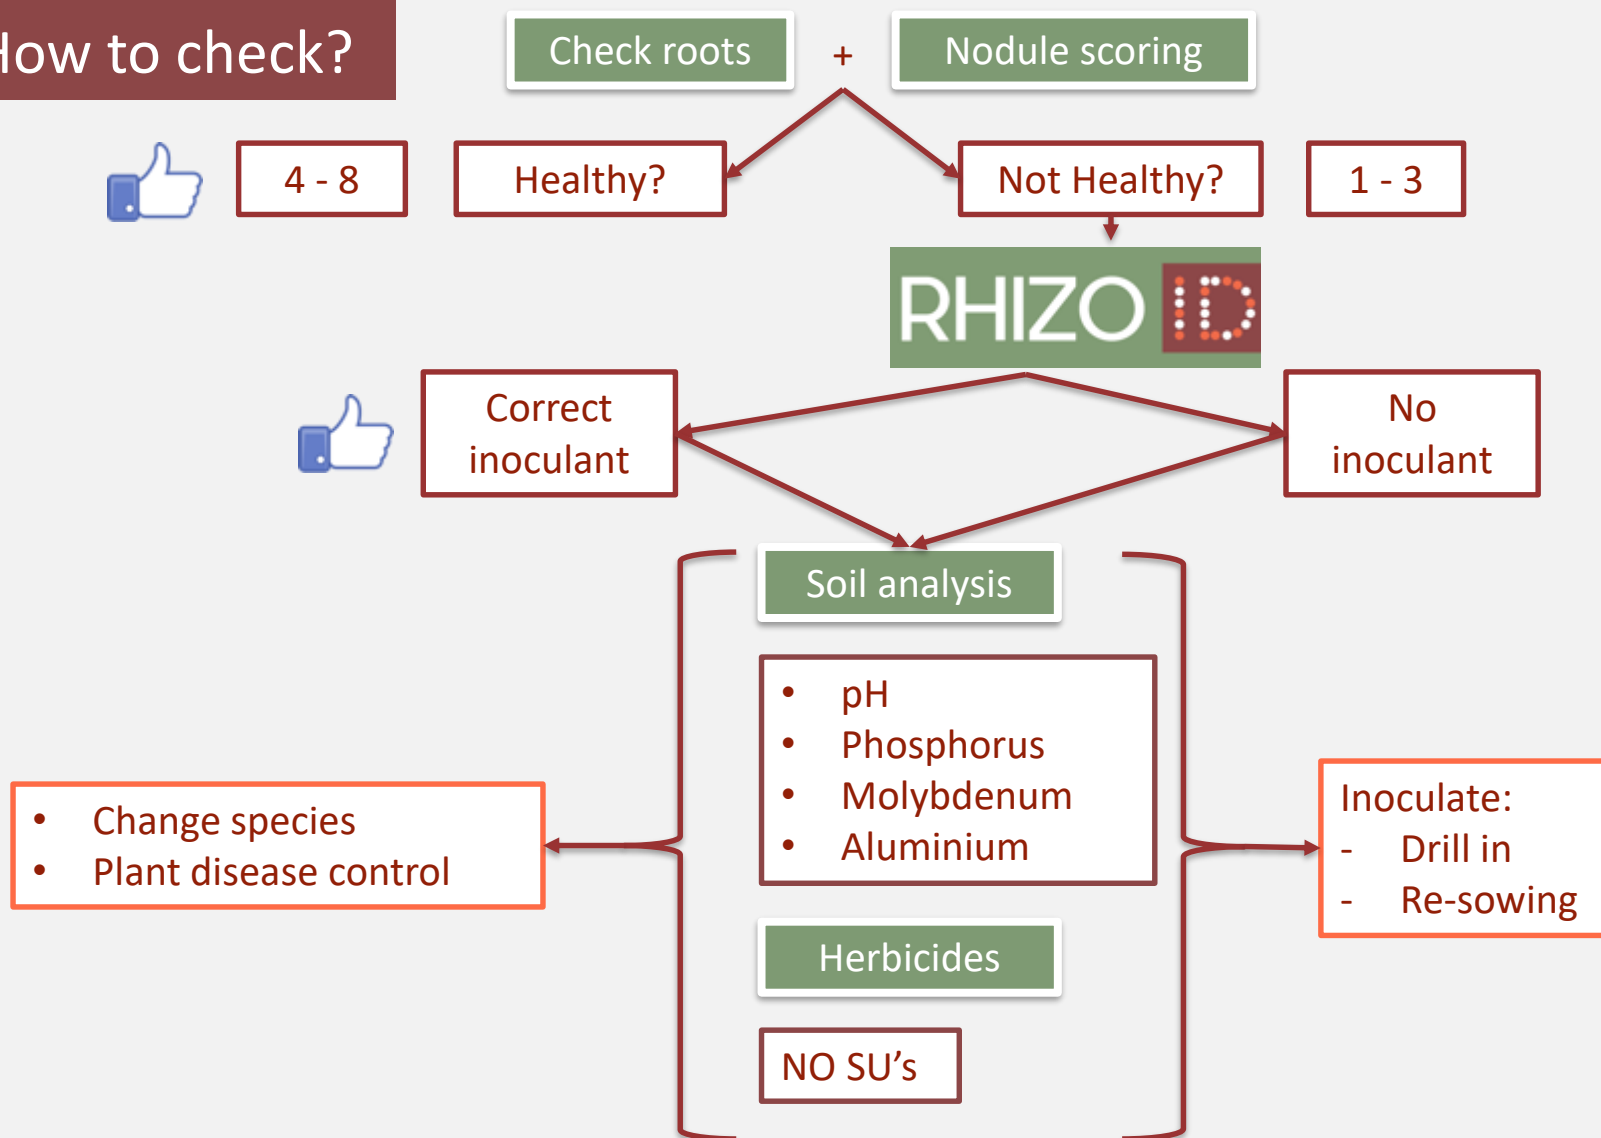 How to check?
Check roots + Nodule scoring
4 - 8
Healthy?
Not Healthy?
1 - 3
RHIZO ID
Correct
inoculant
No
inoculant
Soil analysis
• pH
• Phosphorus
• Molybdenum
• Aluminium
• Change species
• Plant disease control
Inoculate:
- Drill in
- Re-sowing
Herbicides
NO SU’s